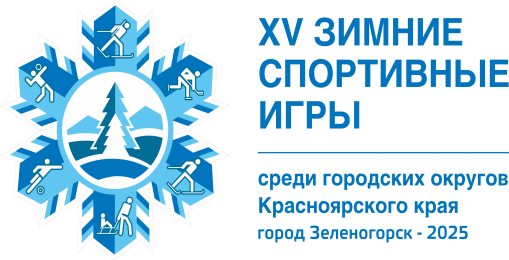 XV ЗИМНИЕ
СПОРТИВНЫЕ
ИГРЫ
среди городских округов
Красноярского края
город Зеленогорск - 2025